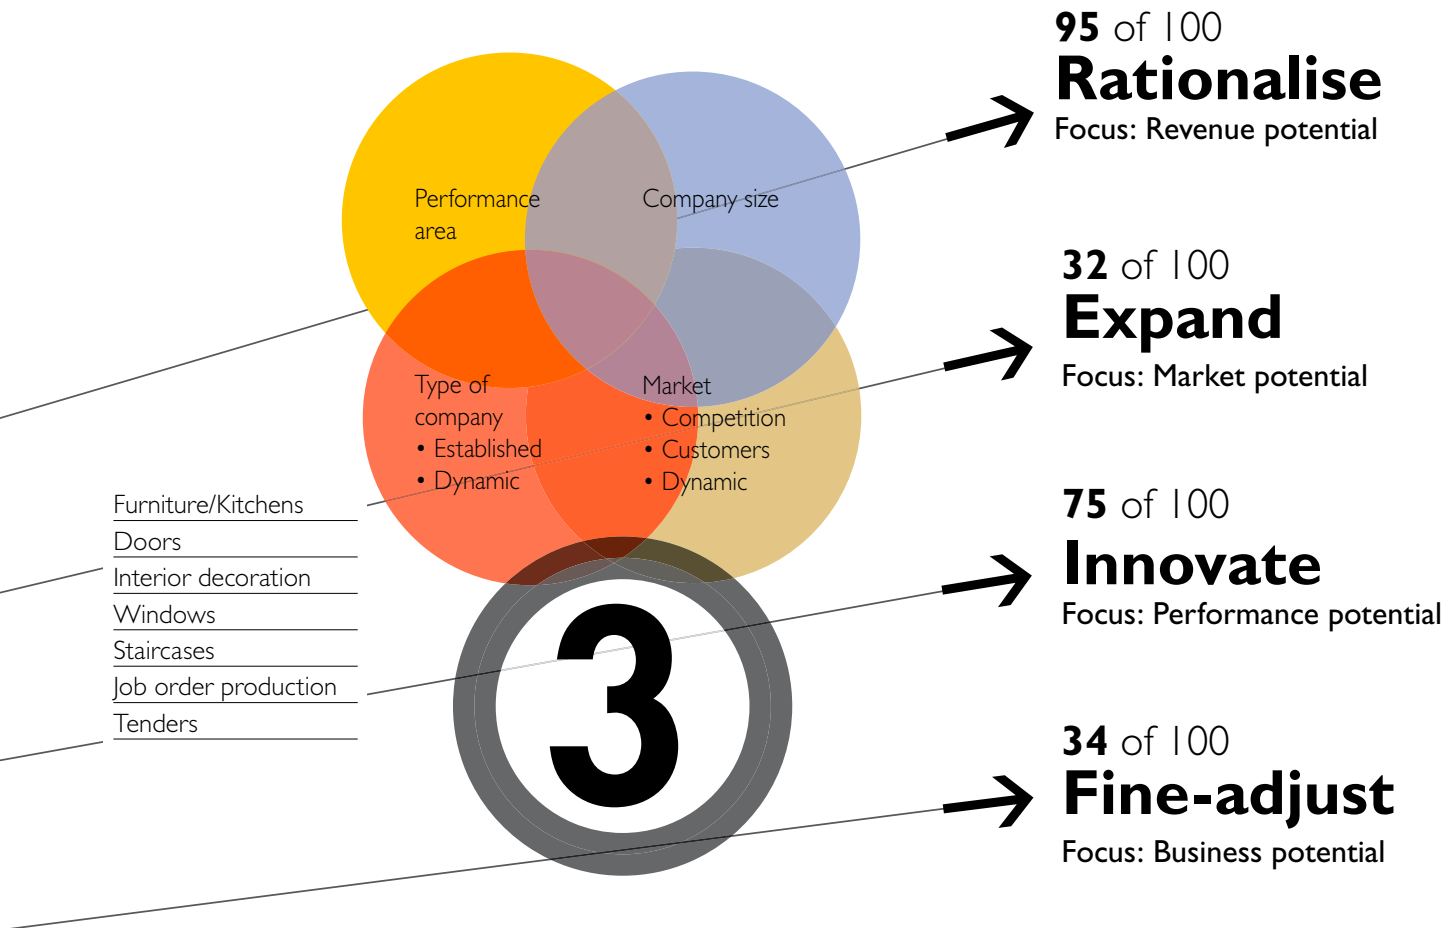 Performance
area
Company size
Type of
company
• Established
• Dynamic
Market
• Competition
• Customers
• Dynamic
Furniture/Kitchens
Doors
Interior decoration
Windows
Staircases
Job order production
Tenders
3
95 of 100
Rationalise
Focus: Revenue potential
32 of 100
Expand
Focus: Market potential
75 of 100
Innovate
Focus: Performance potential
34 of 100
Fine-adjust
Focus: Business potential